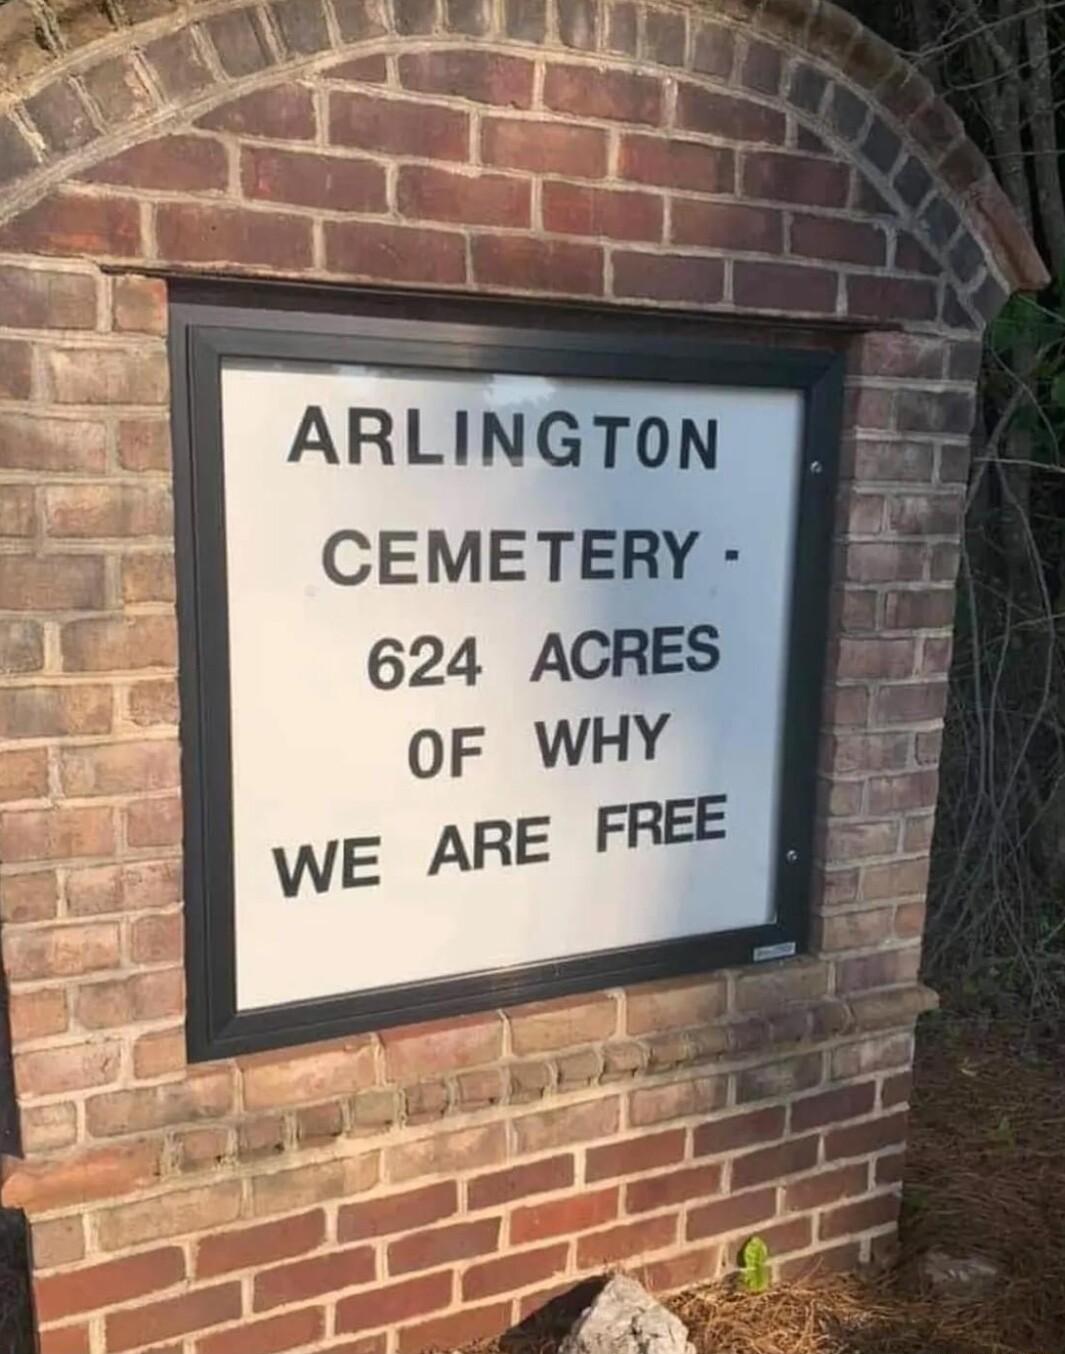 ARLINGTON
CEMETERY -
624 ACRES
OF WHY
WE ARE FREE